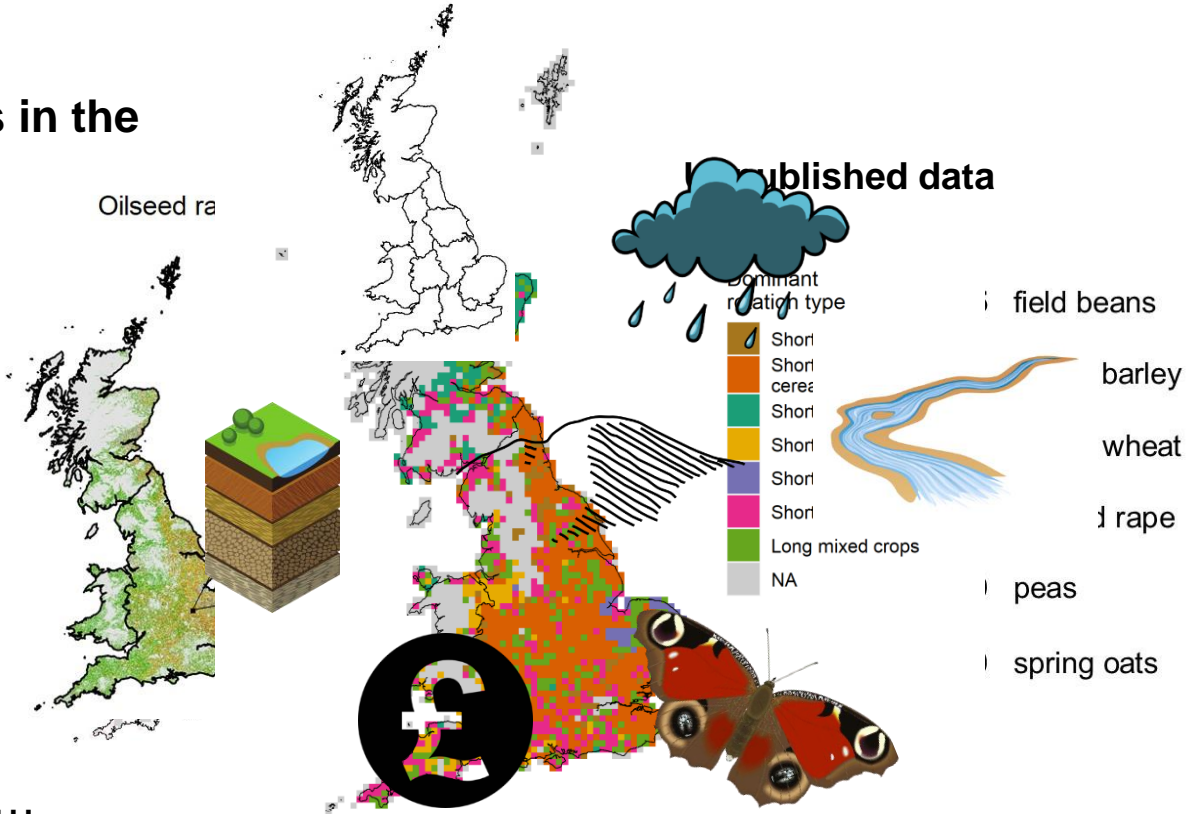 s in the
published data
Oilseed ra
Dominant
rotation type
field beans
Short
Short
cerea
barley
Short
Short
wheat
Short
Short
rape
Long mixed crops
NA
peas
spring oats
£
...